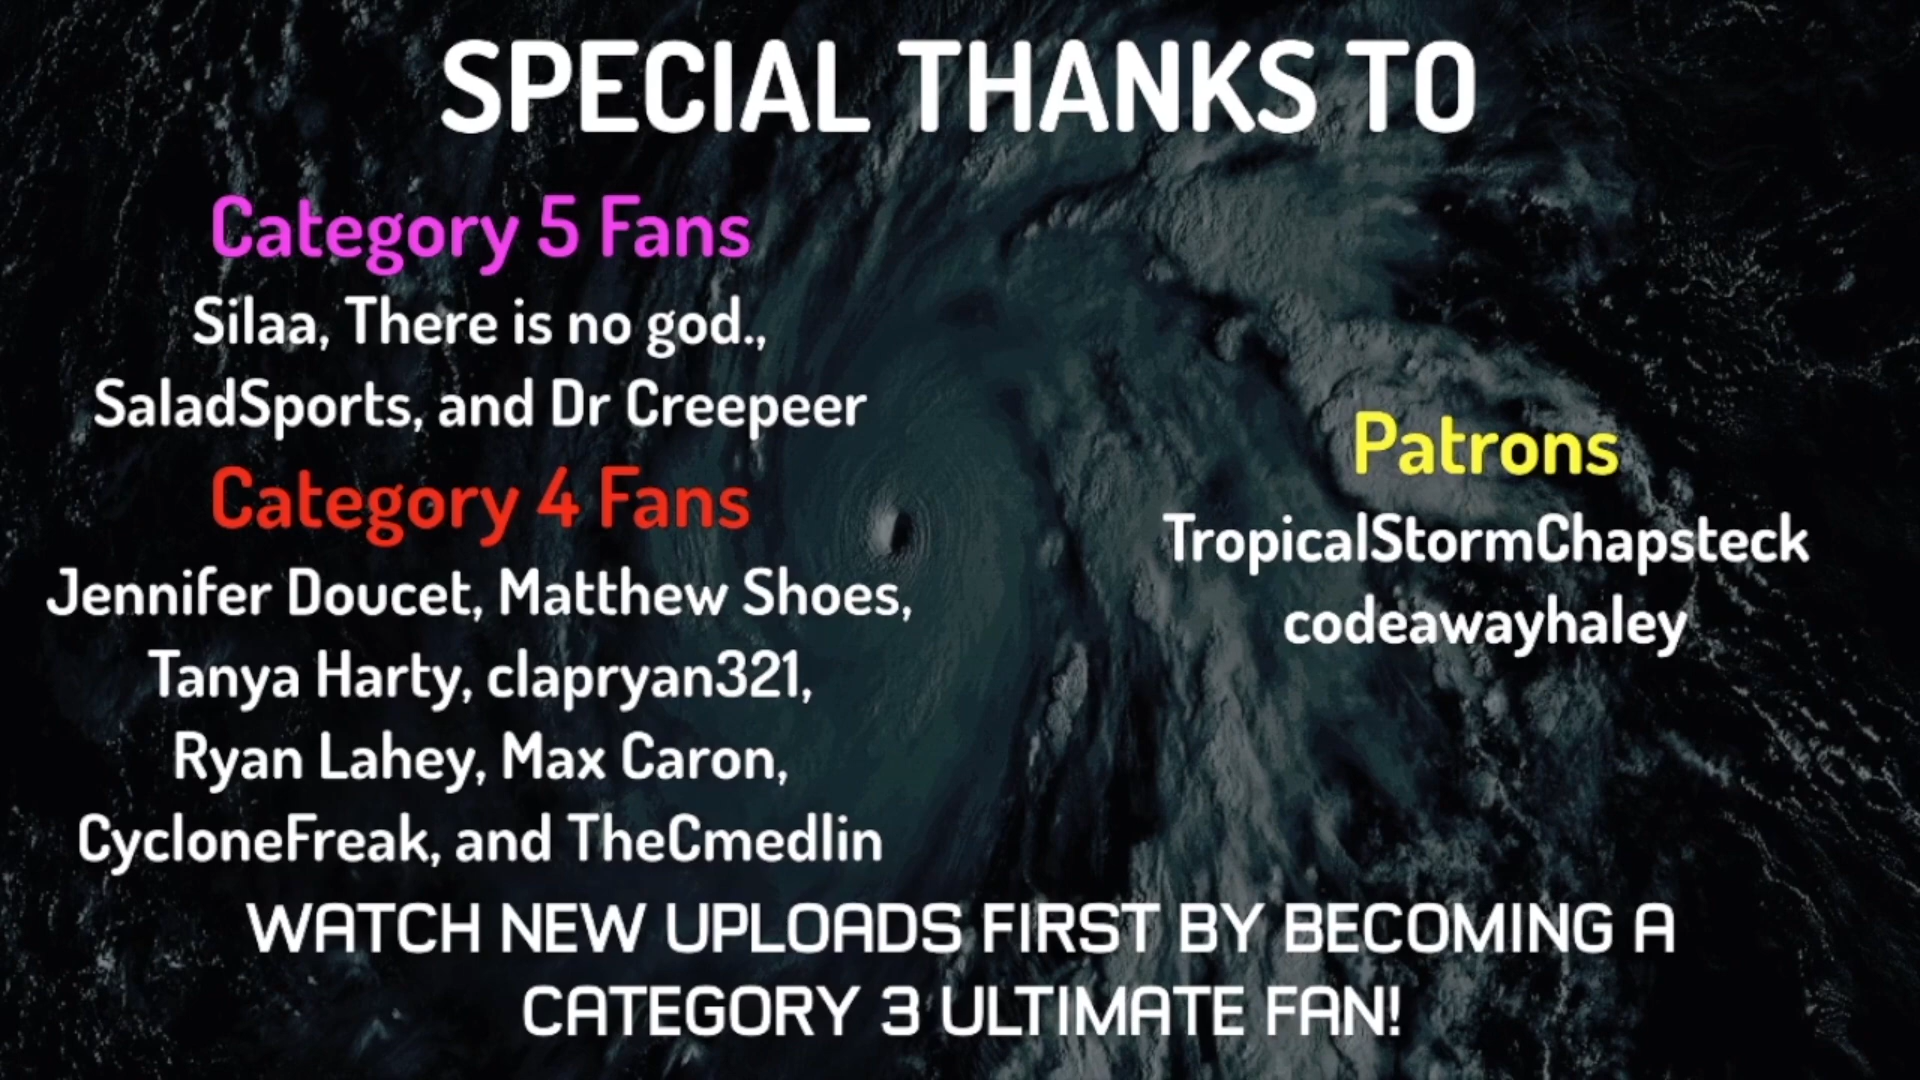 SPECIAL THANKS TO
Category 5 Fans
Silaa, There is no god.,
SaladSports, and Dr Creepeer
Category 4 Fans
Jennifer Doucet, Matthew Shoes,
Tanya Harty, clapryan321,
Ryan Lahey, Max Caron,
CycloneFreak, and TheCmedlin
Patrons
TropicalStormChapsteck
codeawayhaley
WATCH NEW UPLOADS FIRST BY BECOMING A
CATEGORY 3 ULTIMATE FAN!